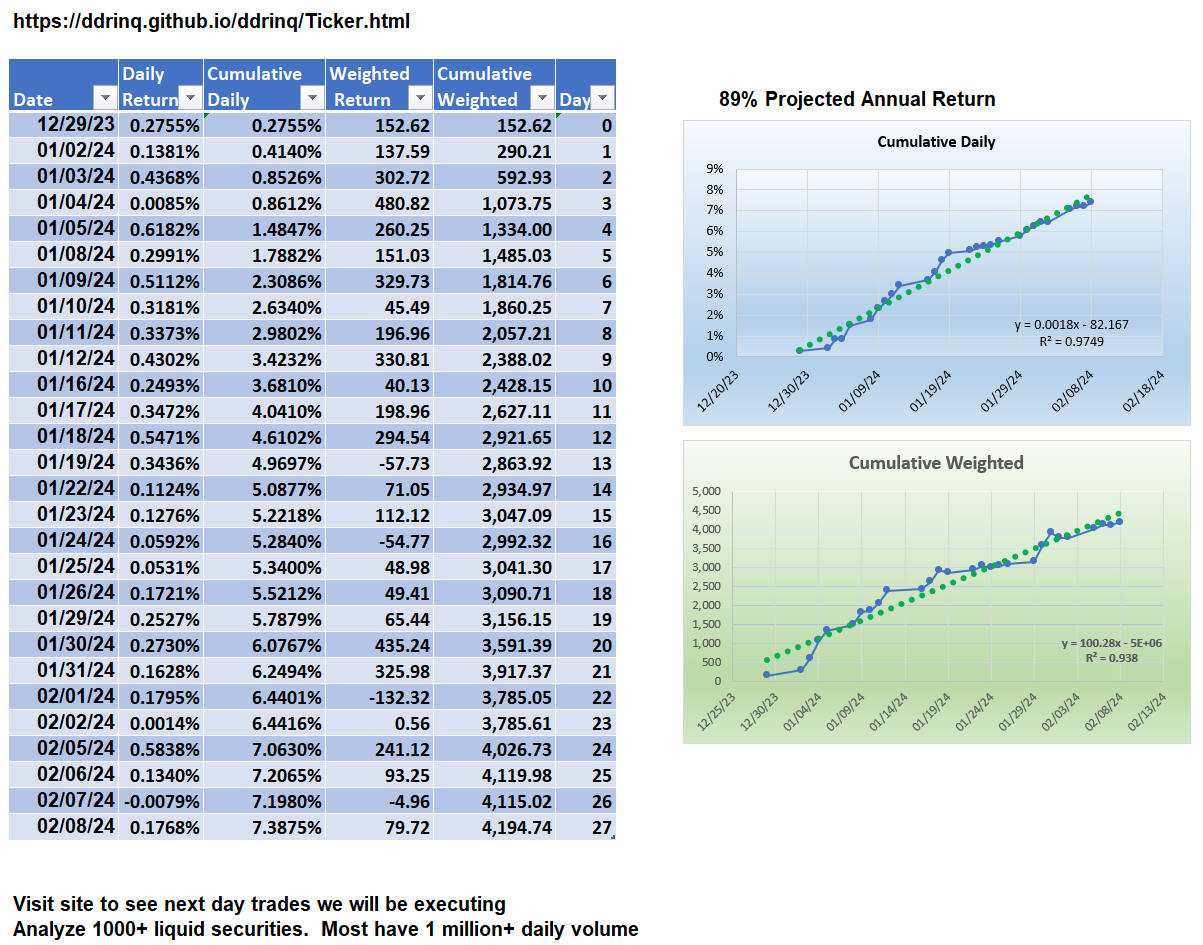 https://ddrinq.github.io/ddrinq/Ticker.html
Date Daily Return Cumulative Daily Weighted Return Cumulative Weighted Day
12/29/23 0.2755% 0.2755% 152.62 152.62 0
01/02/24 0.1381% 0.4140% 137.59 290.21 1
01/03/24 0.4368% 0.8526% 302.72 592.93 2
01/04/24 0.0085% 0.8612% 480.82 1,073.75 3
01/05/24 0.6182% 1.4847% 260.25 1,334.00 4
01/08/24 0.2991% 1.7882% 151.03 1,485.03 5
01/09/24 0.5112% 2.3086% 329.73 1,814.76 6
01/10/24 0.3181% 2.6340% 45.49 1,860.25 7
01/11/24 0.3373% 2.9802% 196.96 2,057.21 8
01/12/24 0.4302% 3.4232% 330.81 2,388.02 9
01/16/24 0.2493% 3.6810% 40.13 2,428.15 10
01/17/24 0.3472% 4.0410% 198.96 2,627.11 11
01/18/24 0.5471% 4.6102% 294.54 2,921.65 12
01/19/24 0.3436% 4.9697% -57.73 2,863.92 13
01/22/24 0.1124% 5.0877% 71.05 2,934.97 14
01/23/24 0.1276% 5.2218% 112.12 3,047.09 15
01/24/24 0.0592% 5.2840% -54.77 2,992.32 16
01/25/24 0.0531% 5.3400% 48.98 3,041.30 17
01/26/24 0.1721% 5.5212% 49.41 3,090.71 18
01/29/24 0.2527% 5.7879% 65.44 3,156.15 19
01/30/24 0.2730% 6.0767% 435.24 3,591.39 20
01/31/24 0.1628% 6.2494% 325.98 3,917.37 21
02/01/24 0.1795% 6.4401% -132.32 3,785.05 22
02/02/24 0.0014% 6.4416% 0.56 3,785.61 23
02/05/24 0.5838% 7.0630% 241.12 4,026.73 24
02/06/24 0.1340% 7.2065% 93.25 4,119.98 25
02/07/24 -0.0079% 7.1980% -4.96 4,115.02 26
02/08/24 0.1768% 7.3875% 79.72 4,194.74 27
89% Projected Annual Return
Cumulative Daily
9%
8%
7%
6%
5%
4%
3%
2%
1%
0%
y = 0.0018x - 82.167
R² = 0.9749
12/20/23 12/30/23 01/09/24 01/19/24 01/29/24 02/08/24 02/18/24
Cumulative Weighted
5,000
4,500
4,000
3,500
3,000
2,500
2,000
1,500
1,000
500
0
y = 100.28x - 5E+06
R² = 0.938
12/25/23 12/30/23 01/04/24 01/09/24 01/14/24 01/19/24 01/24/24 01/29/24 02/03/24 02/08/24 02/13/24
Visit site to see next day trades we will be executing
Analyze 1000+ liquid securities.  Most have 1 million+ daily volume